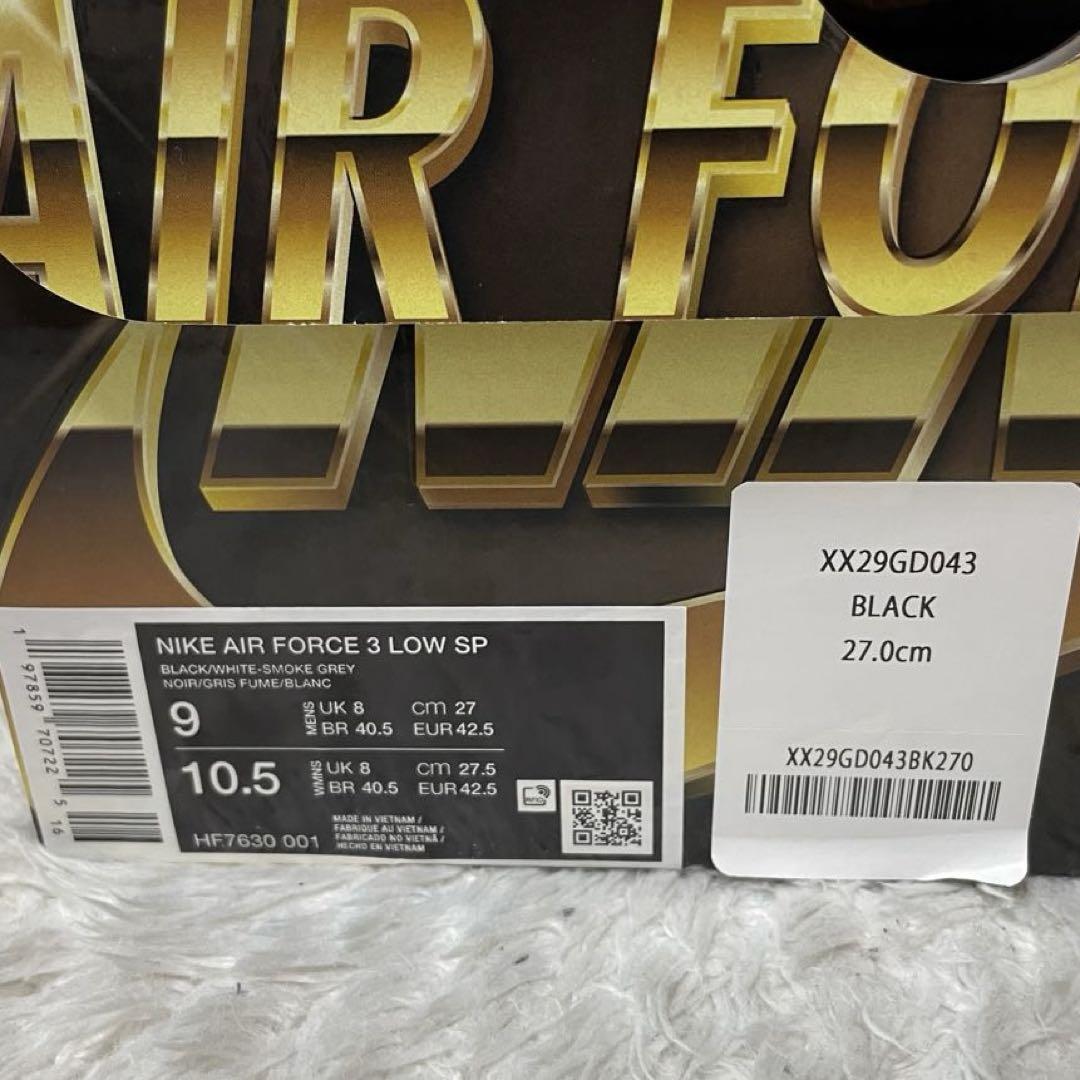 AIR FO
NIKE AIR FORCE 3 LOW SP
BLACK/WHITE-SMOKE GREY
NOIR/GRIS FUME/BLANC
9 MENS UK 8 CM 27
BR 40.5 EUR 42.5
10.5 WMNS UK 8 CM 27.5
BR 40.5 EUR 42.5
HF7630 001
MADE IN VIETNAM /
FABRIQUE AU VIETNAM /
FABRICADO NO VIETNÃ /
HECHO EN VIETNAM
RFID
1 97859 70722 5 16
XX29GD043
BLACK
27.0cm
XX29GD043BK270